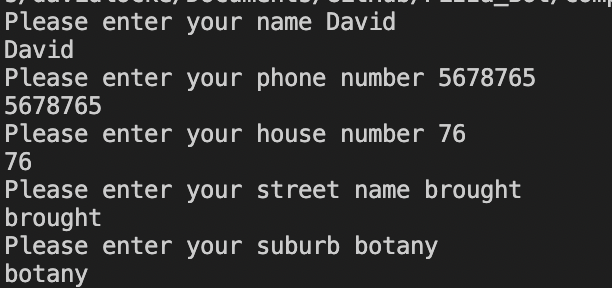 Please enter your name David
David
Please enter your phone number 5678765
5678765
Please enter your house number 76
76
Please enter your street name brought
brought
Please enter your suburb botany
botany